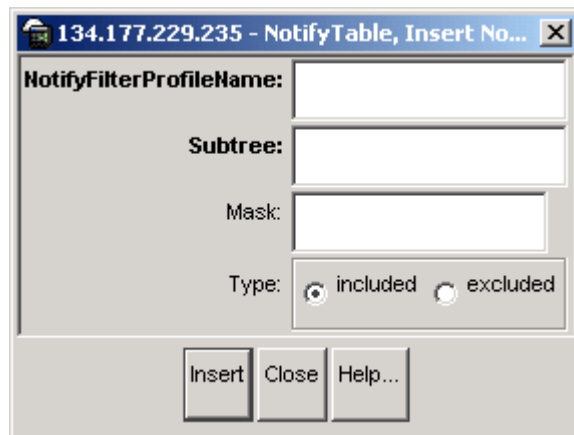 134.177.229.235 - NotifyTable, Insert No...
NotifyFilterProfileName:
Subtree:
Mask:
Type: included excluded
Insert Close Help...